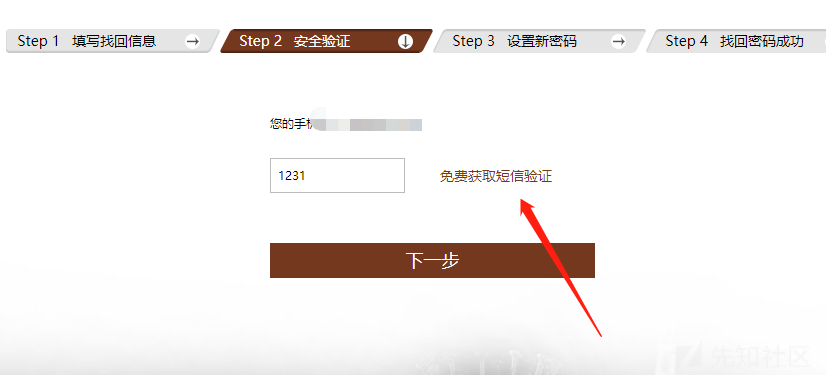 Step 1 填写找回信息
Step 2 安全验证
Step 3 设置新密码
Step 4 找回密码成功
您的手机
1231
免费获取短信验证
下一步
先知社区